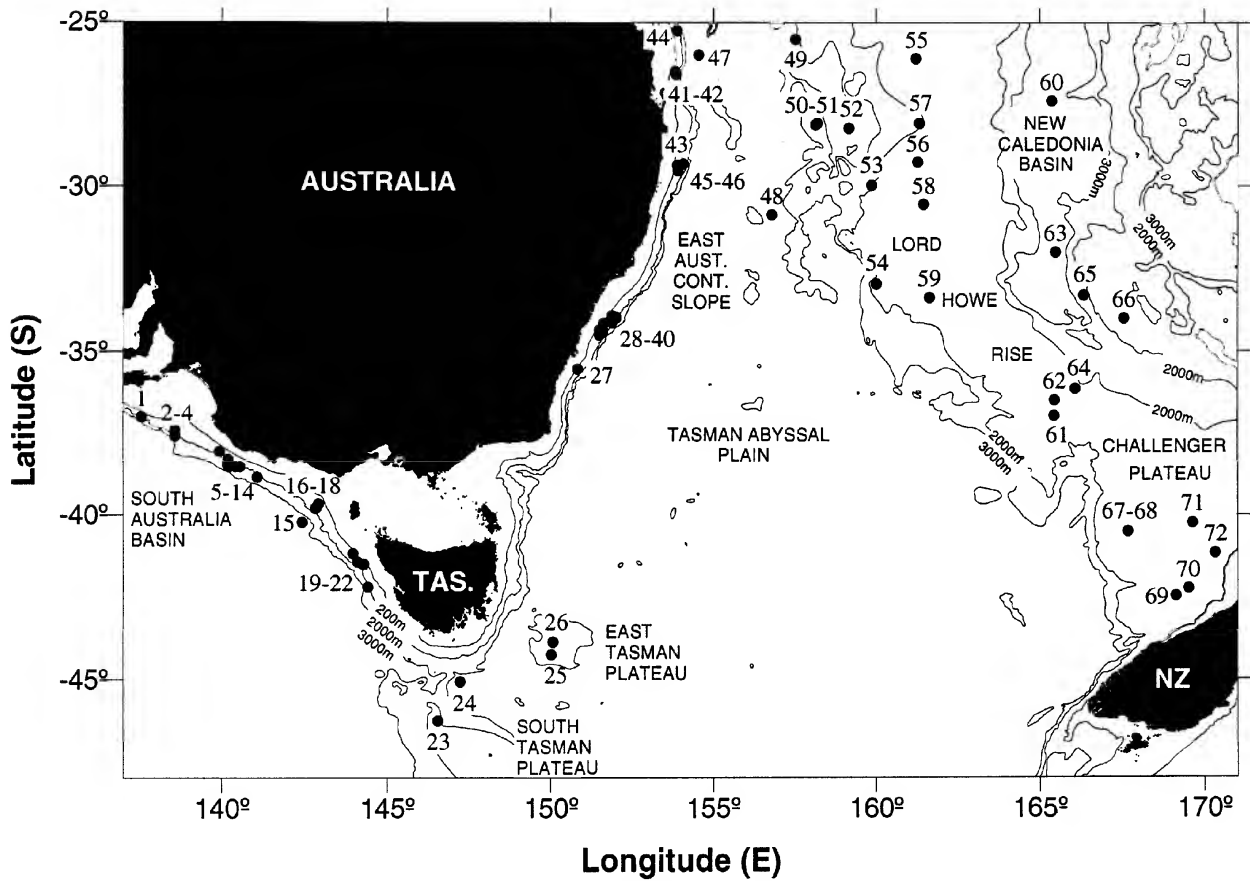 -25º
44
47
49
55
41-42
50-51
52
57
60
NEW
CALEDONIA
BASIN
3000m
AUSTRALIA
43
56
-30º
45-46
53
58
48
3000m
2000m
EAST
AUST.
CONT.
SLOPE
LORD
63
54
59
HOWE
65
66
28-40
-35º
27
RISE
64
62
2000m
1
2-4
61
2000m
TASMAN ABYSSAL
PLAIN
2000m
3000m
CHALLENGER
PLATEAU
5-14
16-18
SOUTH
AUSTRALIA
BASIN
15
-40º
67-68
71
72
19-22
TAS.
70
69
200m
2000m
3000m
26
EAST
TASMAN
PLATEAU
25
-45º
24
NZ
23
SOUTH
TASMAN
PLATEAU
140º 145º 150º 155º 160º 165º 170º
Latitude (S)
Longitude (E)